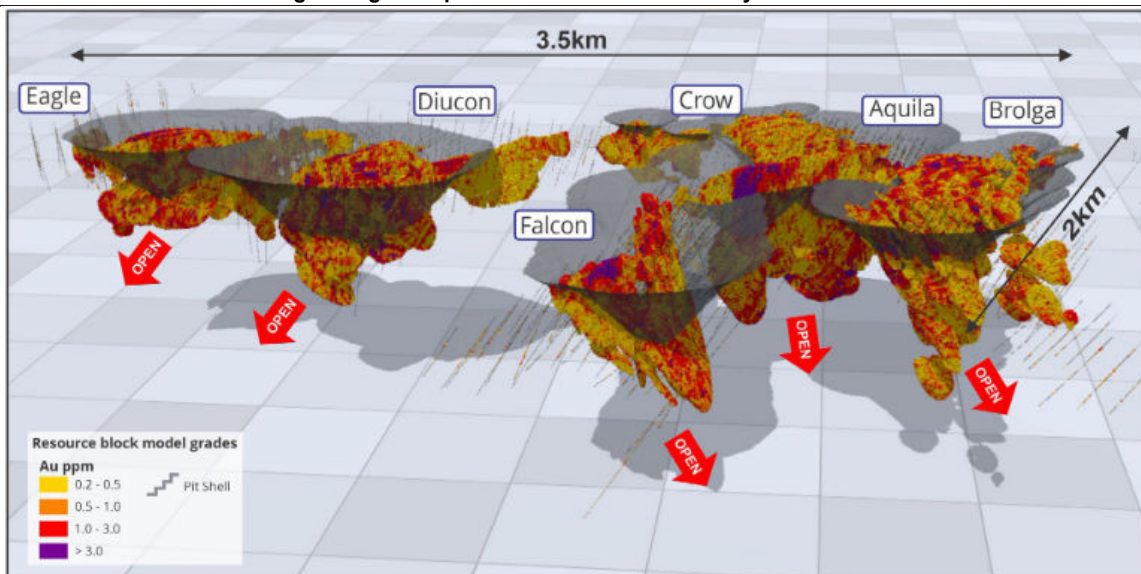 3.5km
Eagle
Diucon
Crow
Aquila
Brolga
Falcon
2km
OPEN
OPEN
OPEN
OPEN
OPEN
Resource block model grades
Au ppm
0.2 - 0.5
Pit Shell
0.5 - 1.0
1.0 - 3.0
> 3.0